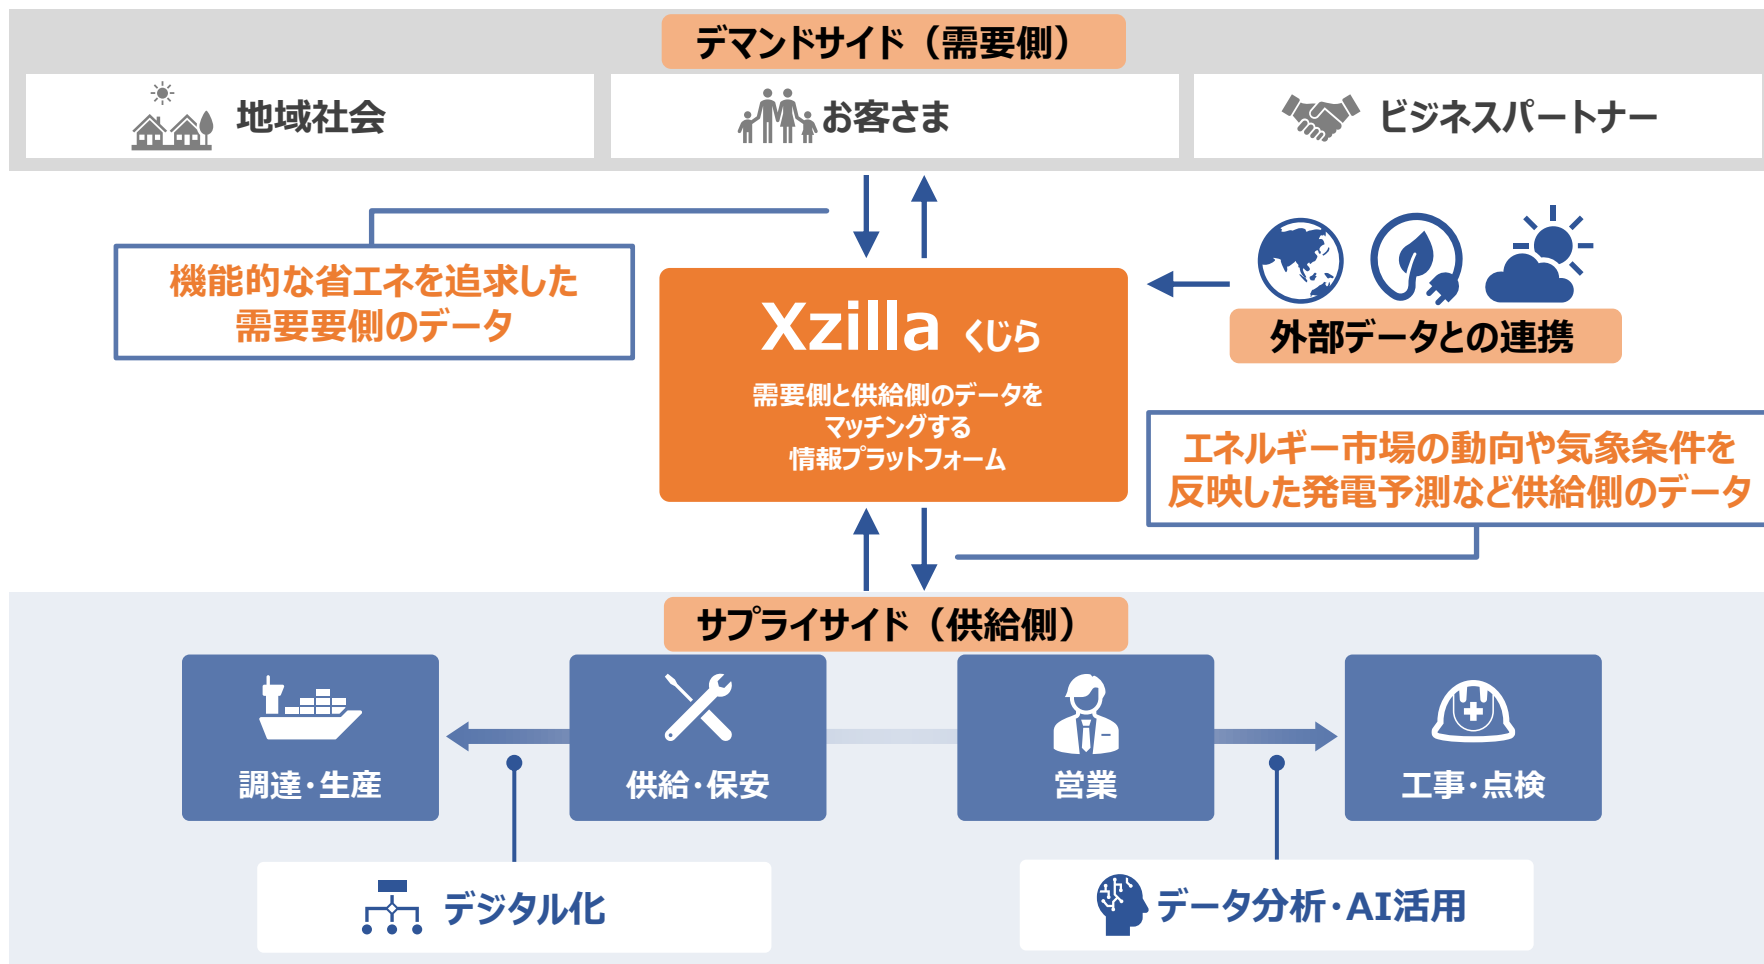 デマンドサイド（需要側）
地域社会
お客さま
ビジネスパートナー
機能的な省エネを追求した
需要要側のデータ
Xzilla くじら
需要側と供給側のデータを
マッチングする
情報プラットフォーム
外部データとの連携
エネルギー市場の動向や気象条件を
反映した発電予測など供給側のデータ
サプライサイド（供給側）
調達・生産
供給・保安
営業
工事・点検
デジタル化
データ分析・AI活用